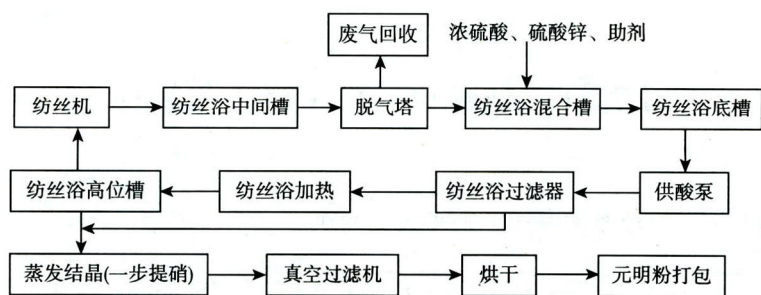 废气回收
浓硫酸、硫酸锌、助剂
纺丝机
纺丝浴中间槽
脱气塔
纺丝浴混合槽
纺丝浴底槽
纺丝浴高位槽
纺丝浴加热
纺丝浴过滤器
供酸泵
蒸发结晶(一步提硝)
真空过滤机
烘干
元明粉打包